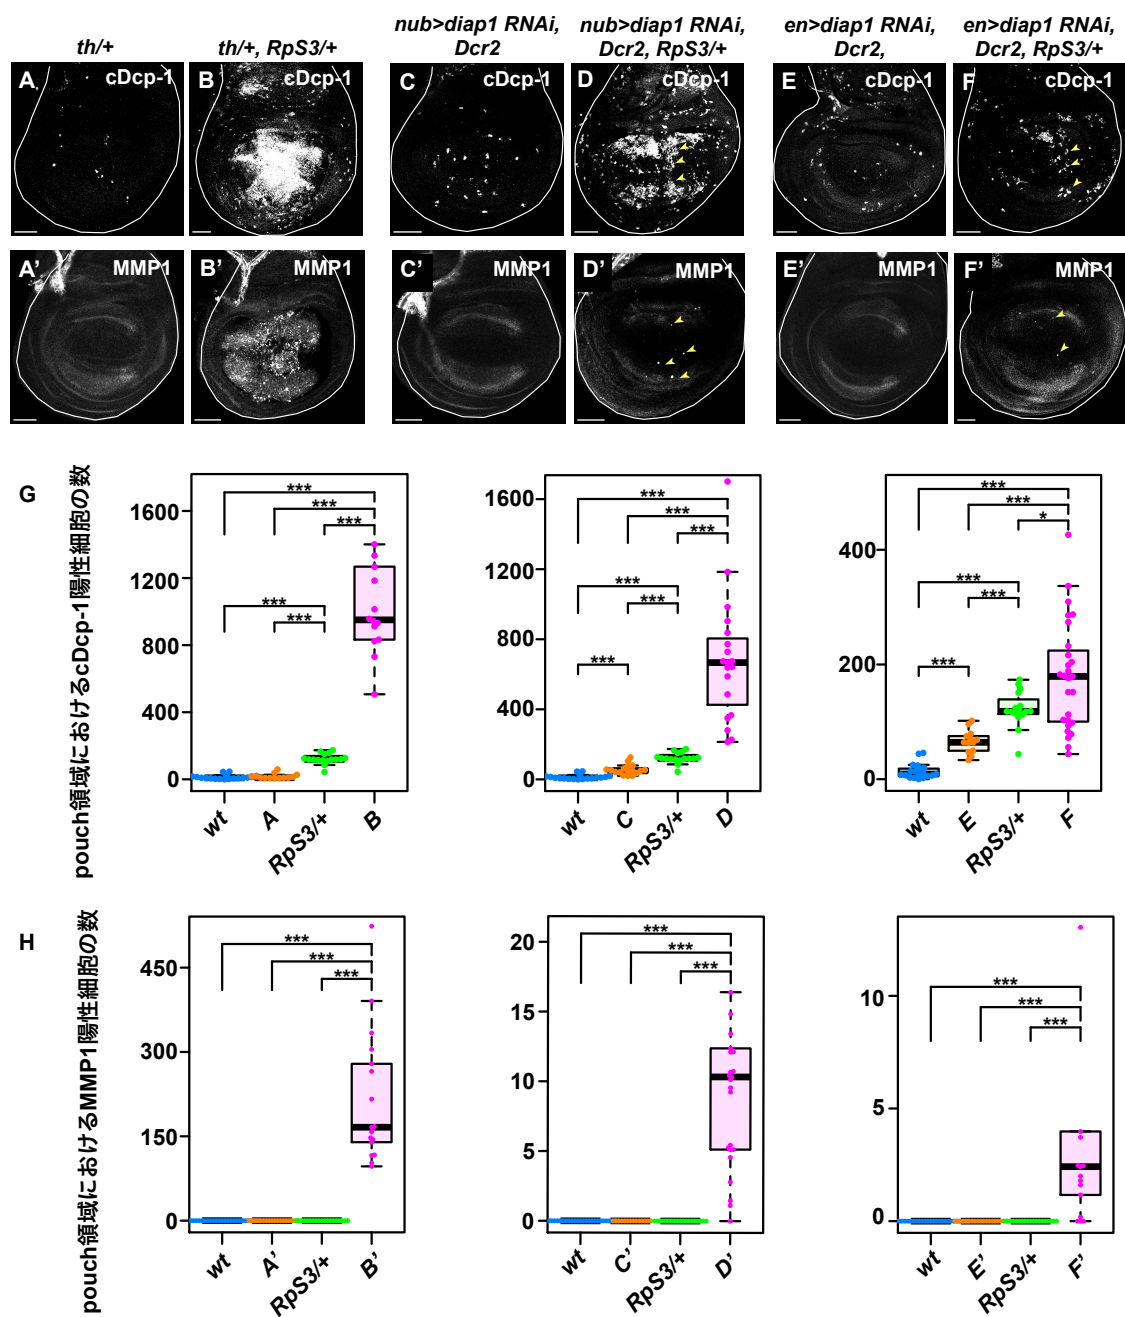 th/+
th/+, RpS3/+
nub>diap1 RNAi,
Dcr2
nub>diap1 RNAi,
Dcr2, RpS3/+
en>diap1 RNAi,
Dcr2,
en>diap1 RNAi,
Dcr2, RpS3/+
A cDcp-1
B cDcp-1
C cDcp-1
D cDcp-1
E cDcp-1
F cDcp-1
A' MMP1
B' MMP1
C' MMP1
D' MMP1
E' MMP1
F' MMP1
G
pouch領域におけるcDcp-1陽性細胞の数
1600
1200
800
400
0
***
***
***
***
***
wt
A
RpS3/+
B
1600
1200
800
400
0
***
***
***
***
***
***
wt
C
RpS3/+
D
400
200
0
***
***
*
***
***
***
wt
E
RpS3/+
F
H
pouch領域におけるMMP1陽性細胞の数
450
300
150
0
***
***
***
wt
A'
RpS3/+
B'
20
15
10
5
0
***
***
***
wt
C'
RpS3/+
D'
10
5
0
***
***
***
wt
E'
RpS3/+
F'